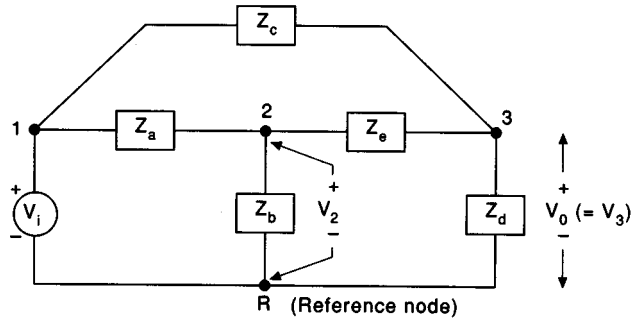 Z_c
1
Z_a
2
Z_e
3
+
V_i
–
Z_b
+
V_2
–
Z_d
+
V_0 (= V_3)
–
R (Reference node)